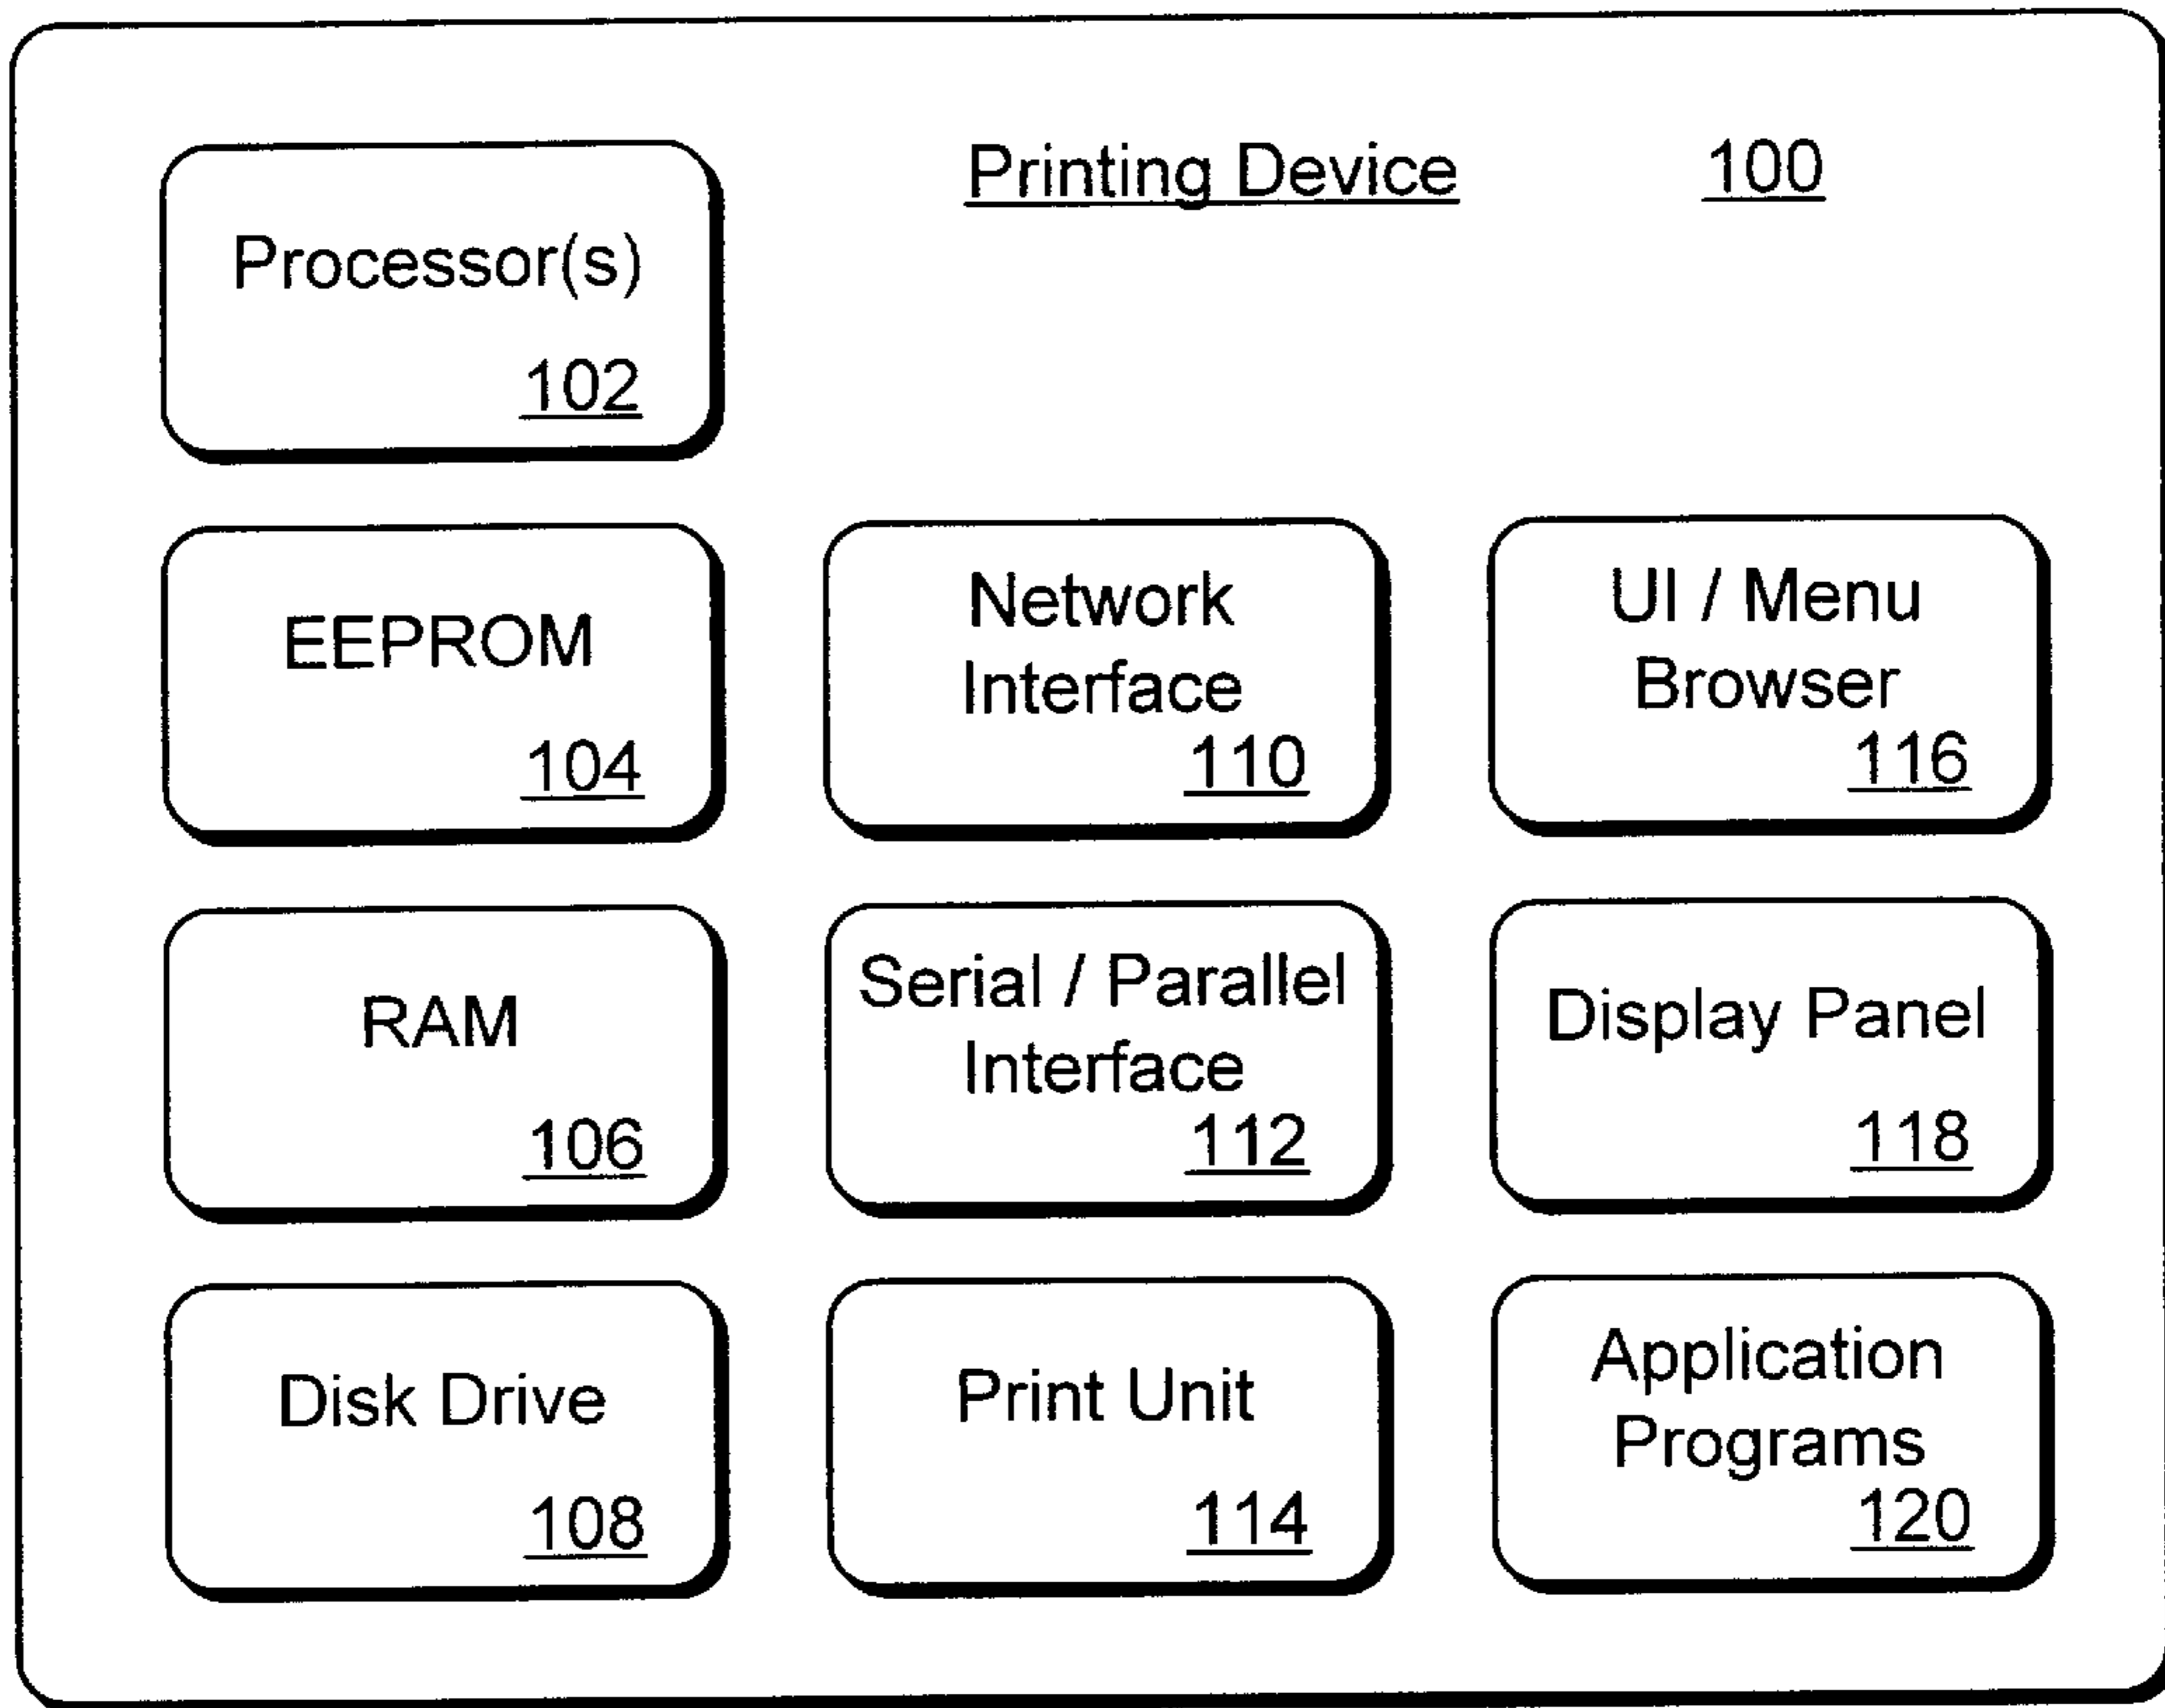 Printing Device 100
Processor(s)
102
EEPROM
104
Network
Interface
110
UI / Menu
Browser
116
RAM
106
Serial / Parallel
Interface
112
Display Panel
118
Disk Drive
108
Print Unit
114
Application
Programs
120